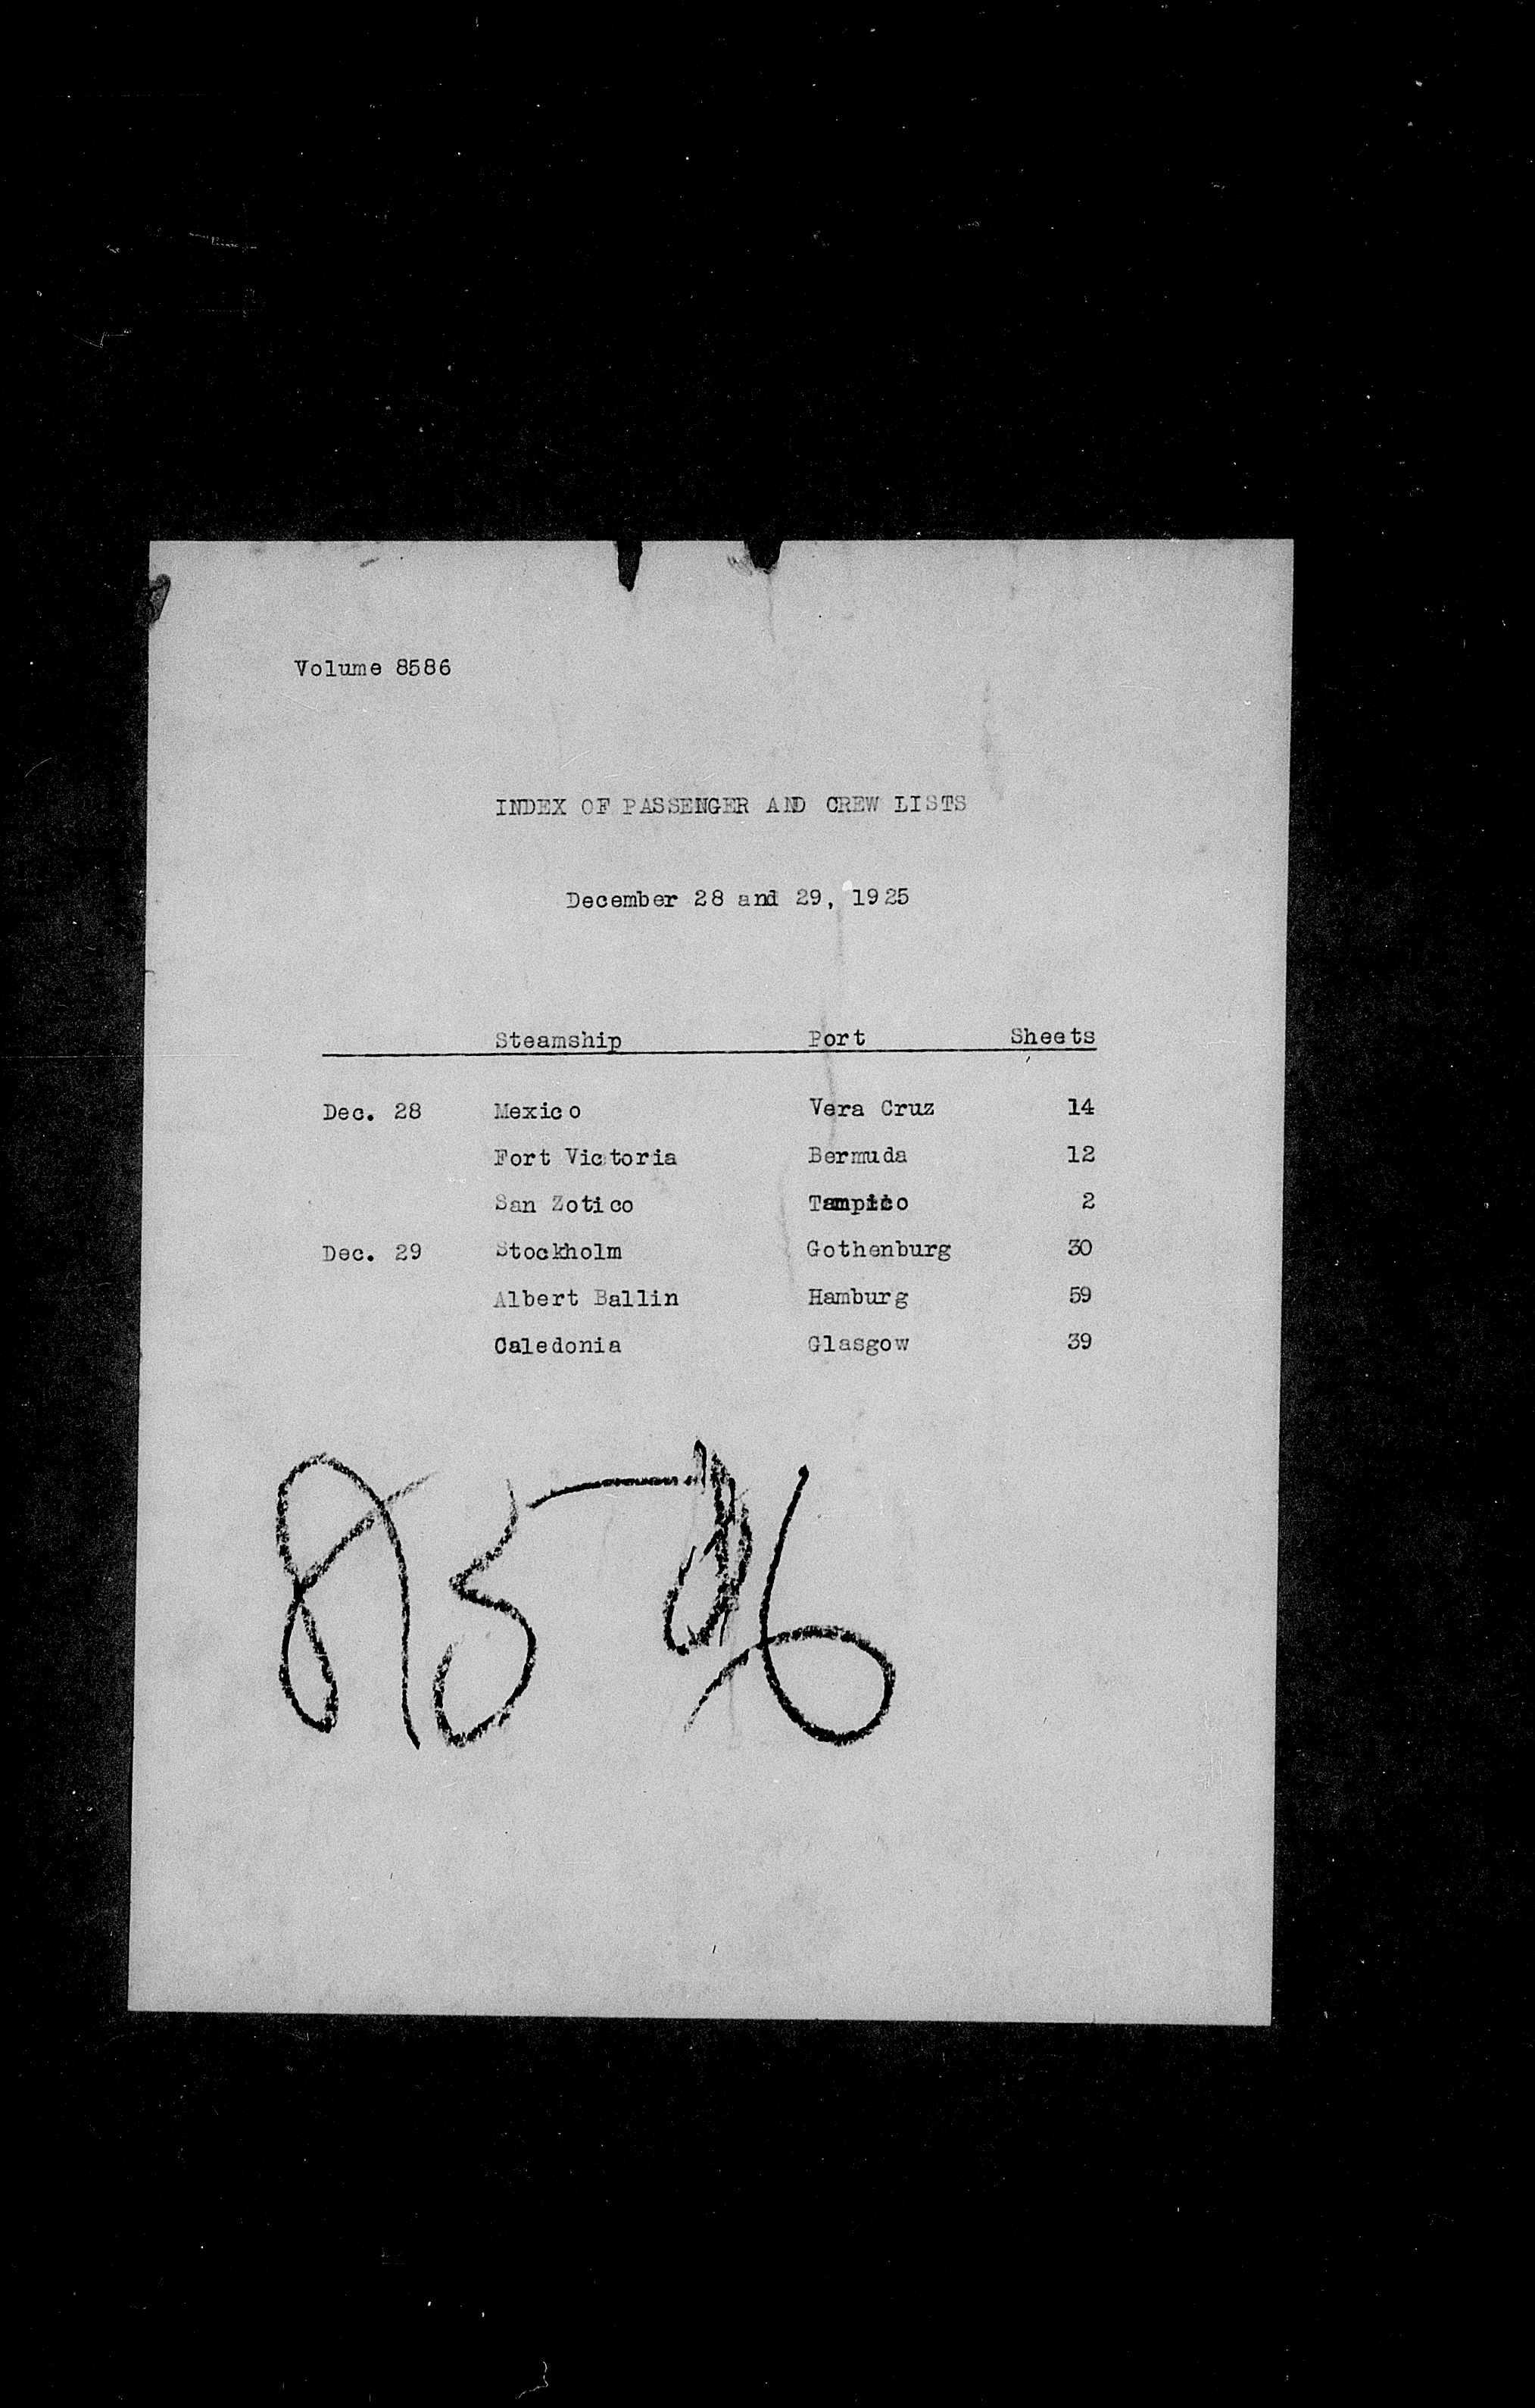 Volume 8586
INDEX OF PASSENGER AND CREW LISTS
December 28 and 29, 1925
Steamship Port Sheets
Dec. 28 Mexico Vera Cruz 14
Fort Victoria Bermuda 12
San Zotico Tampico 2
Dec. 29 Stockholm Gothenburg 30
Albert Ballin Hamburg 59
Caledonia Glasgow 39
8586